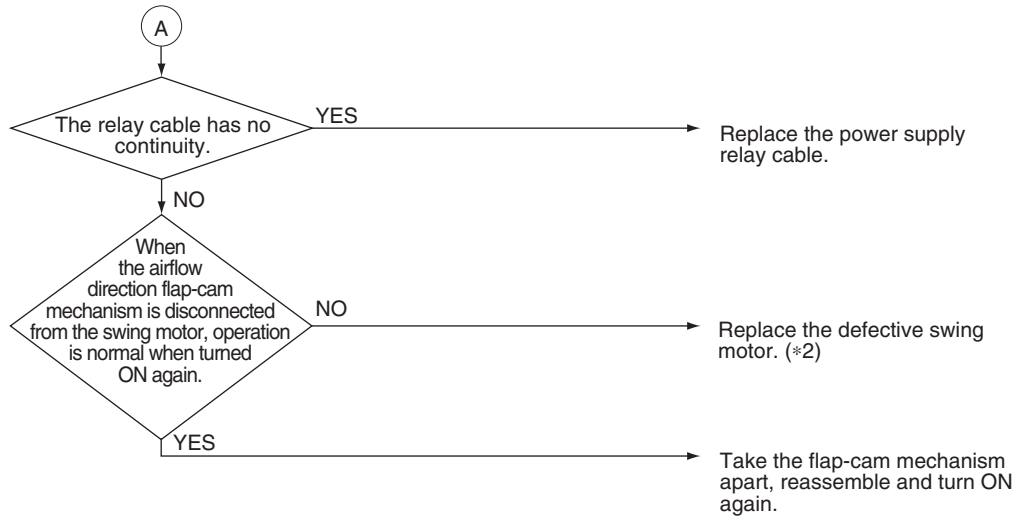 A
The relay cable has no
continuity.
YES
Replace the power supply
relay cable.
NO
When
the airflow
direction flap-cam
mechanism is disconnected
from the swing motor, operation
is normal when turned
ON again.
NO
Replace the defective swing
motor. (*2)
YES
Take the flap-cam mechanism
apart, reassemble and turn ON
again.